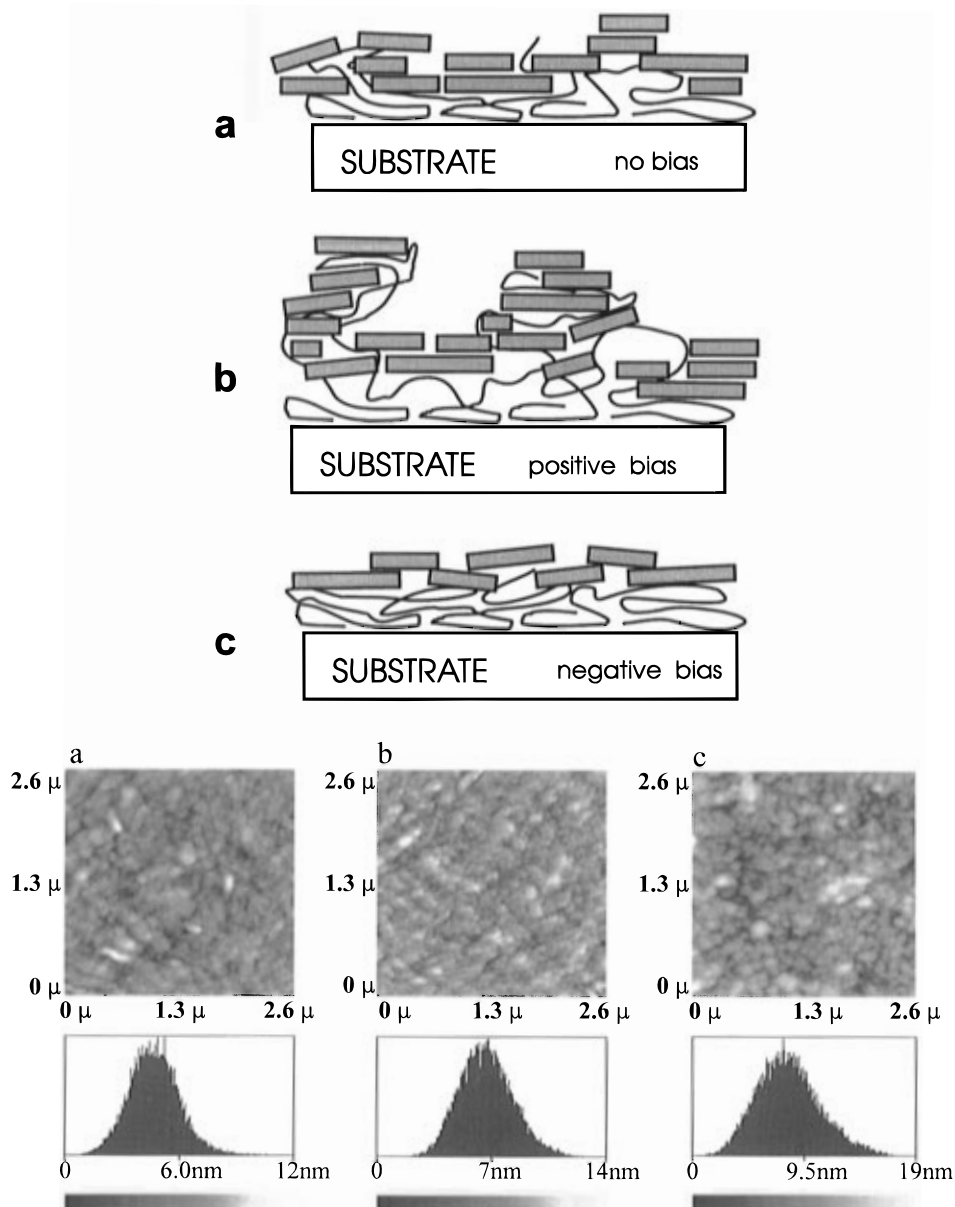 a
SUBSTRATE no bias
b
SUBSTRATE positive bias
c
SUBSTRATE negative bias
a b c
2.6 μ 2.6 μ 2.6 μ
1.3 μ 1.3 μ 1.3 μ
0 μ 0 μ 0 μ
0 μ 1.3 μ 2.6 μ 0 μ 1.3 μ 2.6 μ 0 μ 1.3 μ 2.6 μ
0 6.0nm 12nm 0 7nm 14nm 0 9.5nm 19nm